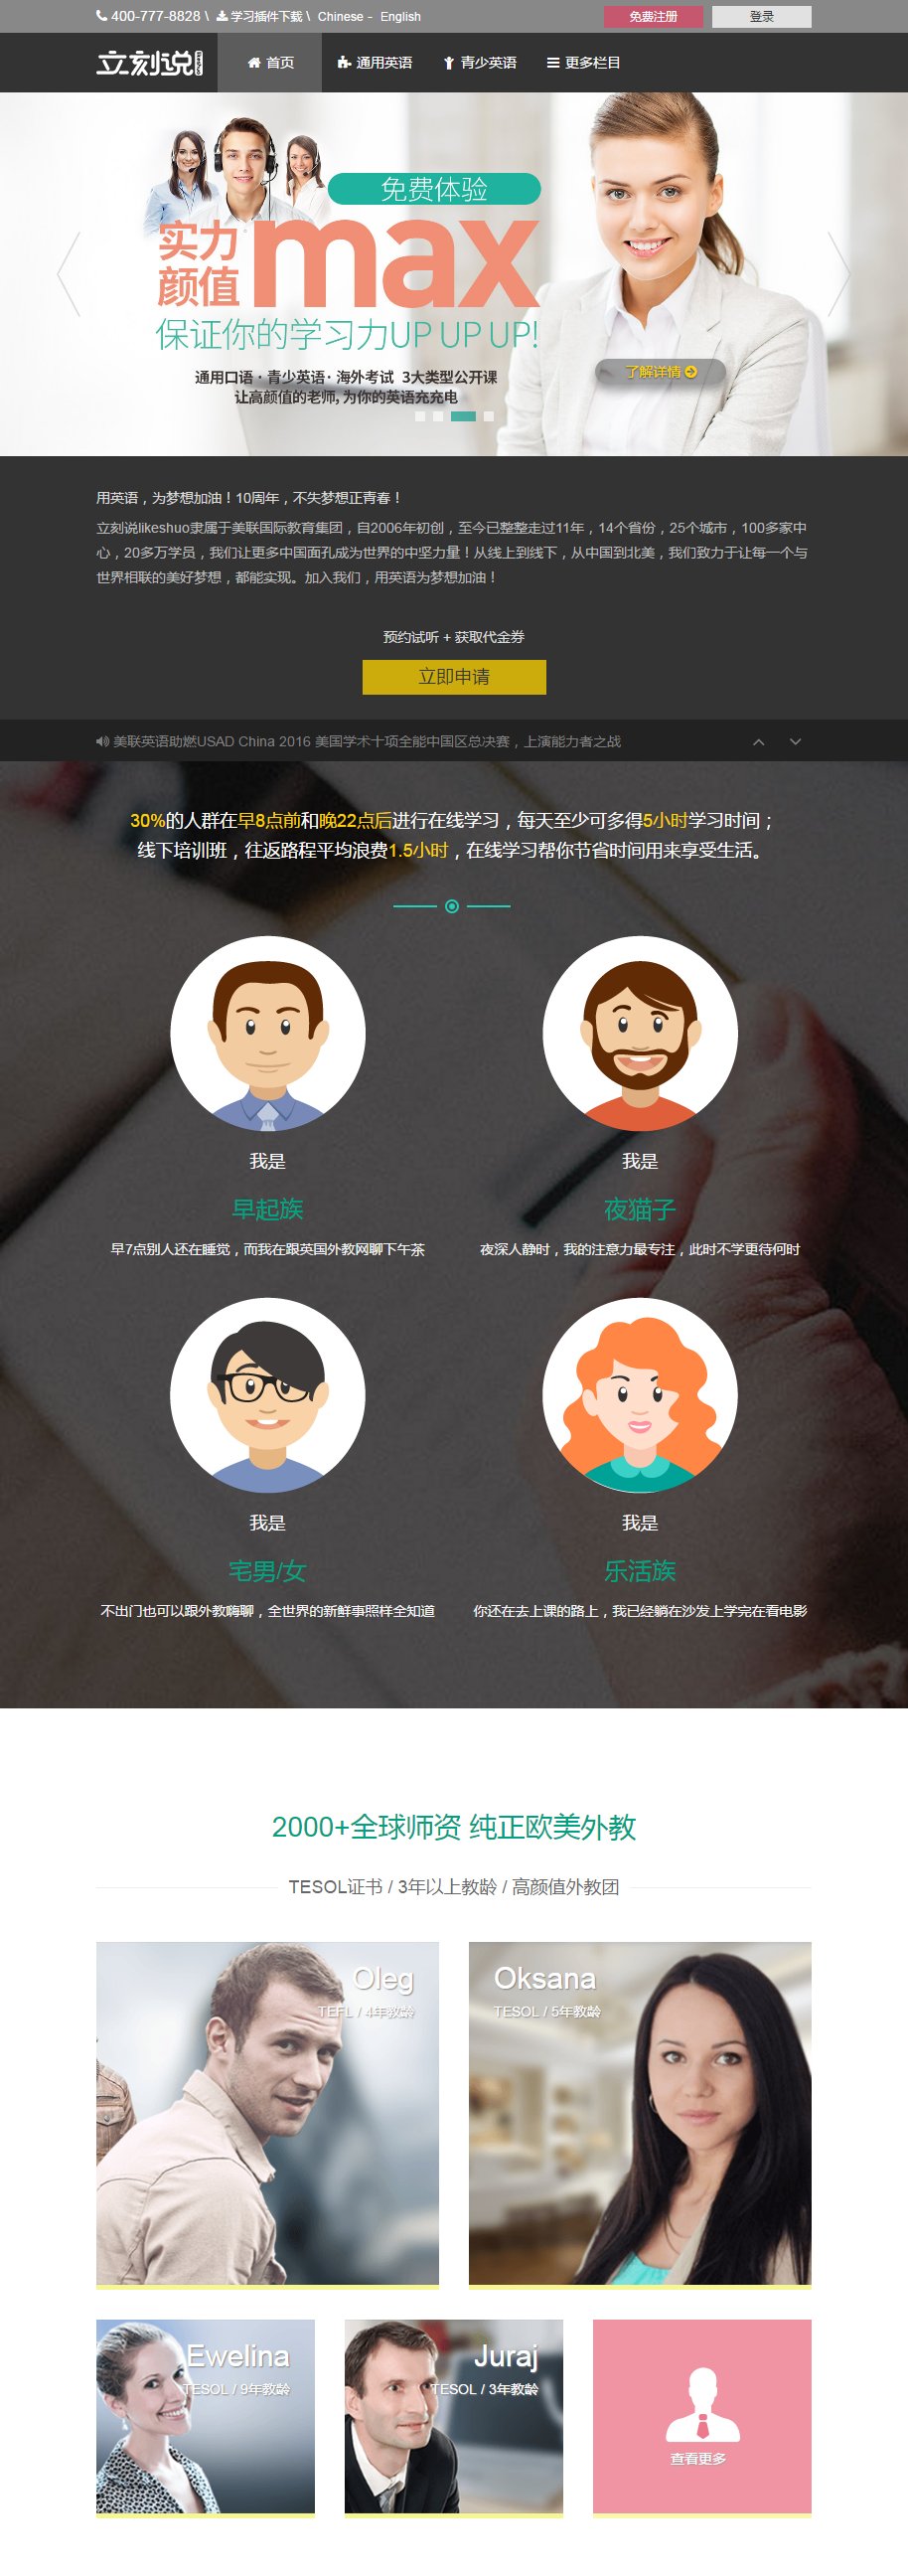 400-777-8828 \ 学习插件下载 \ Chinese - English
免费注册 登录
立刻说 首页 通用英语 青少英语 更多栏目
免费体验
实力 max
颜值
保证你的学习力UP UP UP!
通用口语 · 青少英语 · 海外考试 3大类型公开课
让高颜值的老师, 为你的英语充充电
了解详情
用英语，为梦想加油！10周年，不失梦想正青春！
立刻说likeshuo隶属于美联国际教育集团，自2006年初创，至今已整整走过11年，14个省份，25个城市，100多家中
心，20多万学员，我们让更多中国面孔成为世界的中坚力量！从线上到线下，从中国到北美，我们致力于让每一个与
世界相联的美好梦想，都能实现。加入我们，用英语为梦想加油！
预约试听 + 获取代金券
立即申请
美联英语助燃USAD China 2016 美国学术十项全能中国区总决赛，上演能力者之战
30%的人群在早8点前和晚22点后进行在线学习，每天至少可多得5小时学习时间；
线下培训班，往返路程平均浪费1.5小时，在线学习帮你节省时间用来享受生活。
我是
早起族
早7点别人还在睡觉，而我在跟英国外教网聊下午茶
我是
夜猫子
夜深人静时，我的注意力最专注，此时不学更待何时
我是
宅男/女
不出门也可以跟外教嗨聊，全世界的新鲜事照样全知道
我是
乐活族
你还在去上课的路上，我已经躺在沙发上学完在看电影
2000+全球师资 纯正欧美外教
TESOL证书 / 3年以上教龄 / 高颜值外教团
Oleg
TEFL / 4年教龄
Oksana
TESOL / 5年教龄
Ewelina
TESOL / 9年教龄
Juraj
TESOL / 3年教龄
查看更多